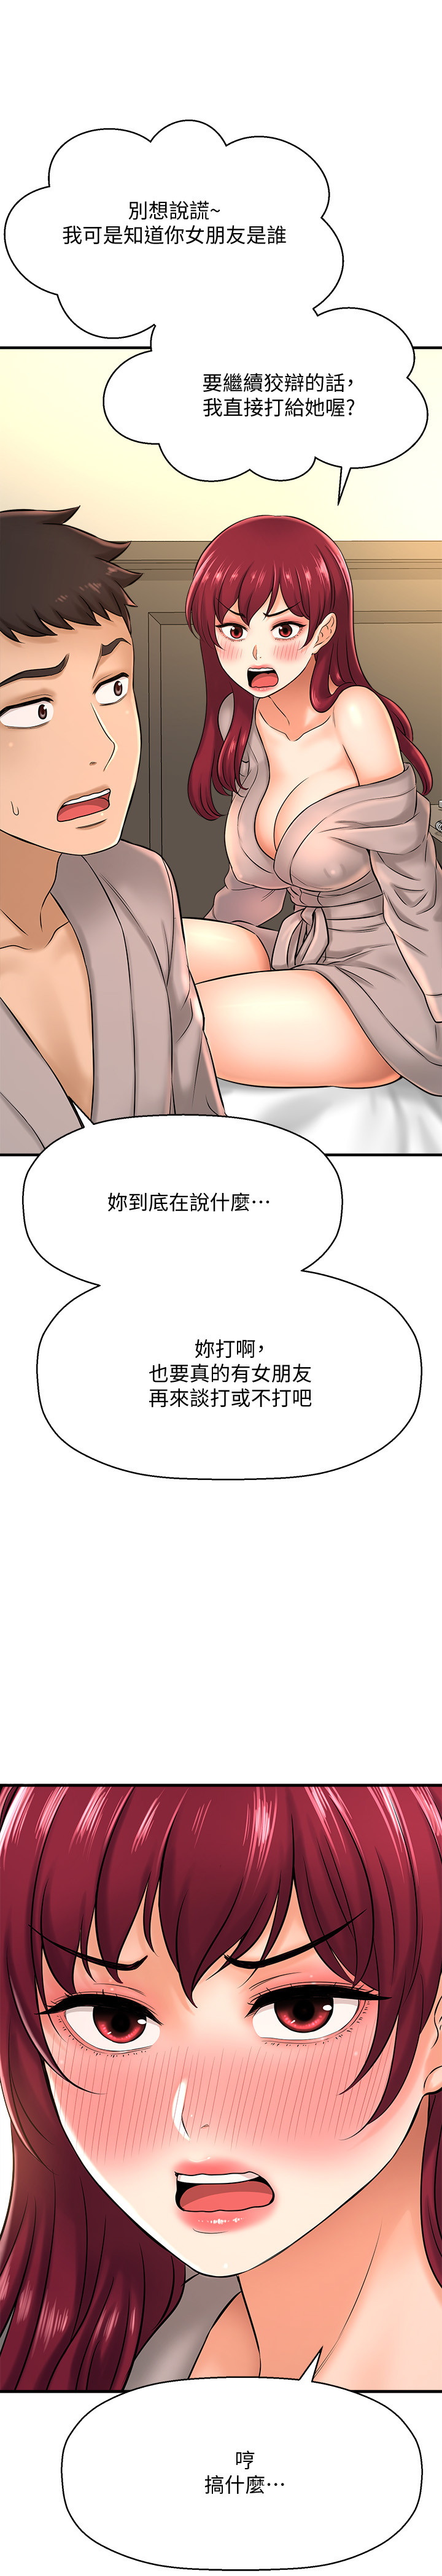 別想說謊~
我可是知道你女朋友是誰
要繼續狡辯的話，
我直接打給她喔?
妳到底在說什麼…
妳打啊，
也要真的有女朋友
再來談打或不打吧
哼
搞什麼…